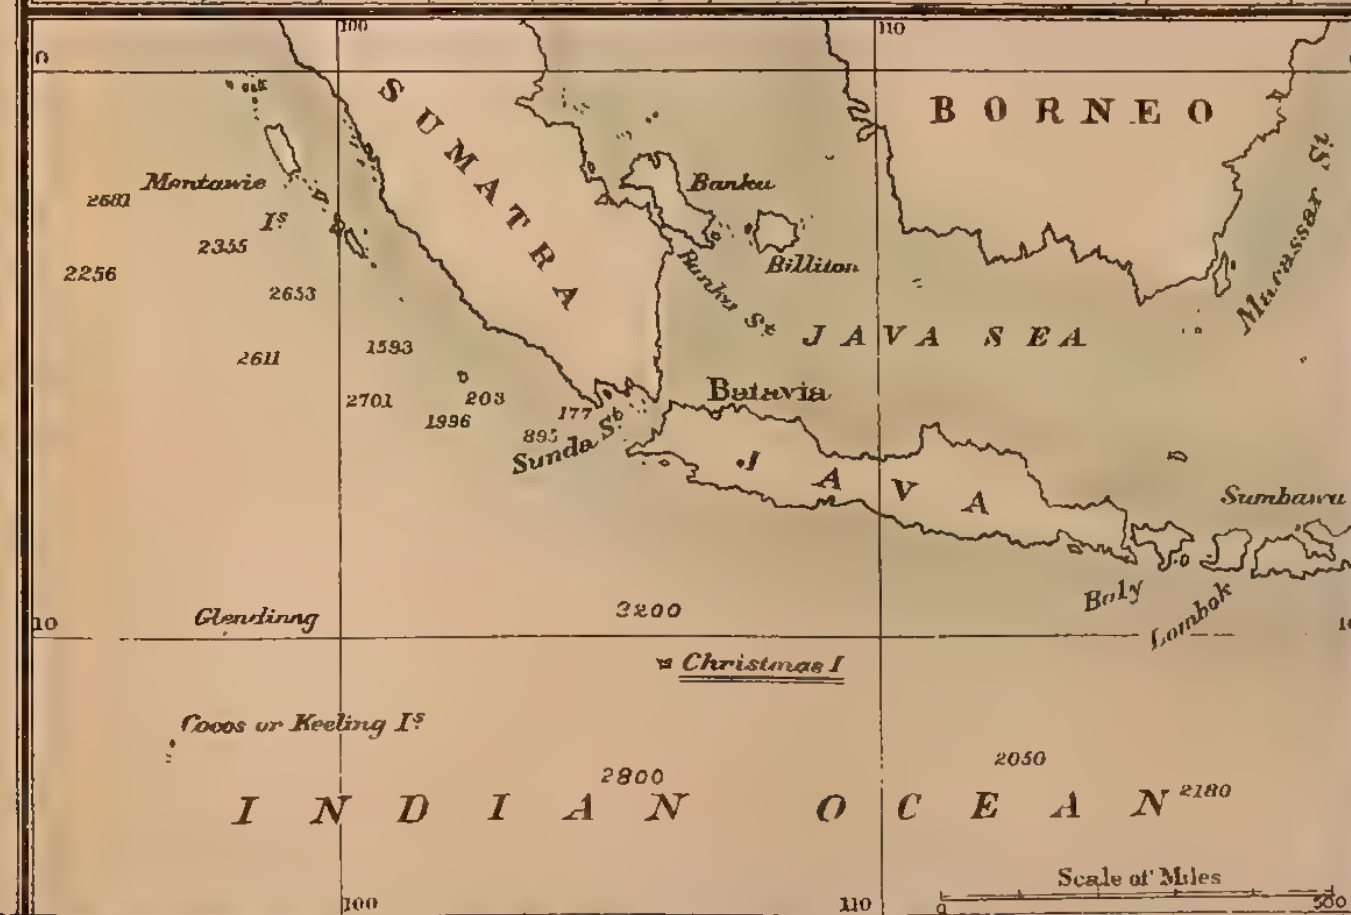 100
110
0
SUMATRA
BORNEO
Mentawie
Is
Banka
Billiton
Banka St
Macassar St
2681
2355
2256
2653
2611
1593
2701
203
1996
177
895
JAVA SEA
Batavia
Sunda St
JAVA
Sumbawa
Baly
Lombok
Glendinng
3200
10
10
Christmas I
Cocos or Keeling Is
2800
2050
2180
INDIAN OCEAN
Scale of Miles
0
500
100
110